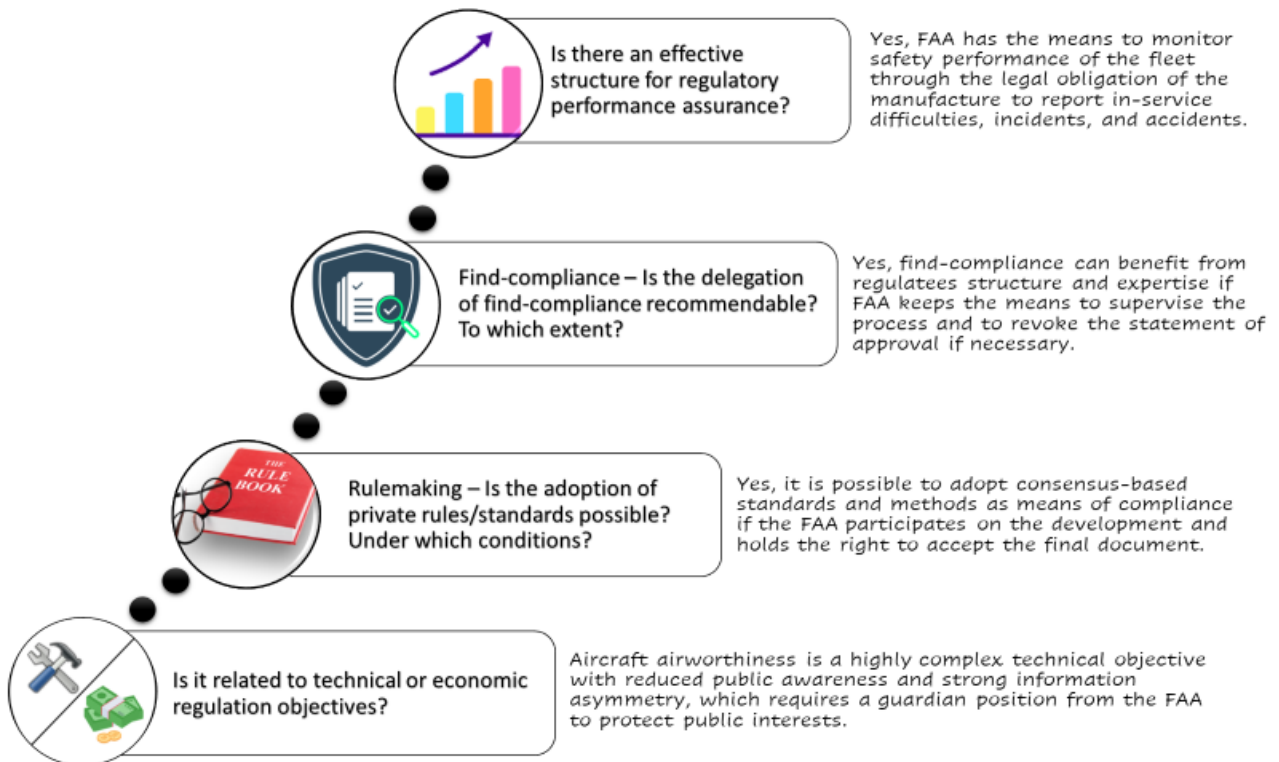 Is there an effective
structure for regulatory
performance assurance?
Yes, FAA has the means to monitor
safety performance of the fleet
through the legal obligation of the
manufacture to report in-service
difficulties, incidents, and accidents.
Find-compliance – Is the delegation
of find-compliance recommendable?
To which extent?
Yes, find-compliance can benefit from
regulatees structure and expertise if
FAA keeps the means to supervise the
process and to revoke the statement of
approval if necessary.
THE
RULE
BOOK
Rulemaking – Is the adoption of
private rules/standards possible?
Under which conditions?
Yes, it is possible to adopt consensus-based
standards and methods as means of compliance
if the FAA participates on the development and
holds the right to accept the final document.
Is it related to technical or economic
regulation objectives?
Aircraft airworthiness is a highly complex technical objective
with reduced public awareness and strong information
asymmetry, which requires a guardian position from the FAA
to protect public interests.